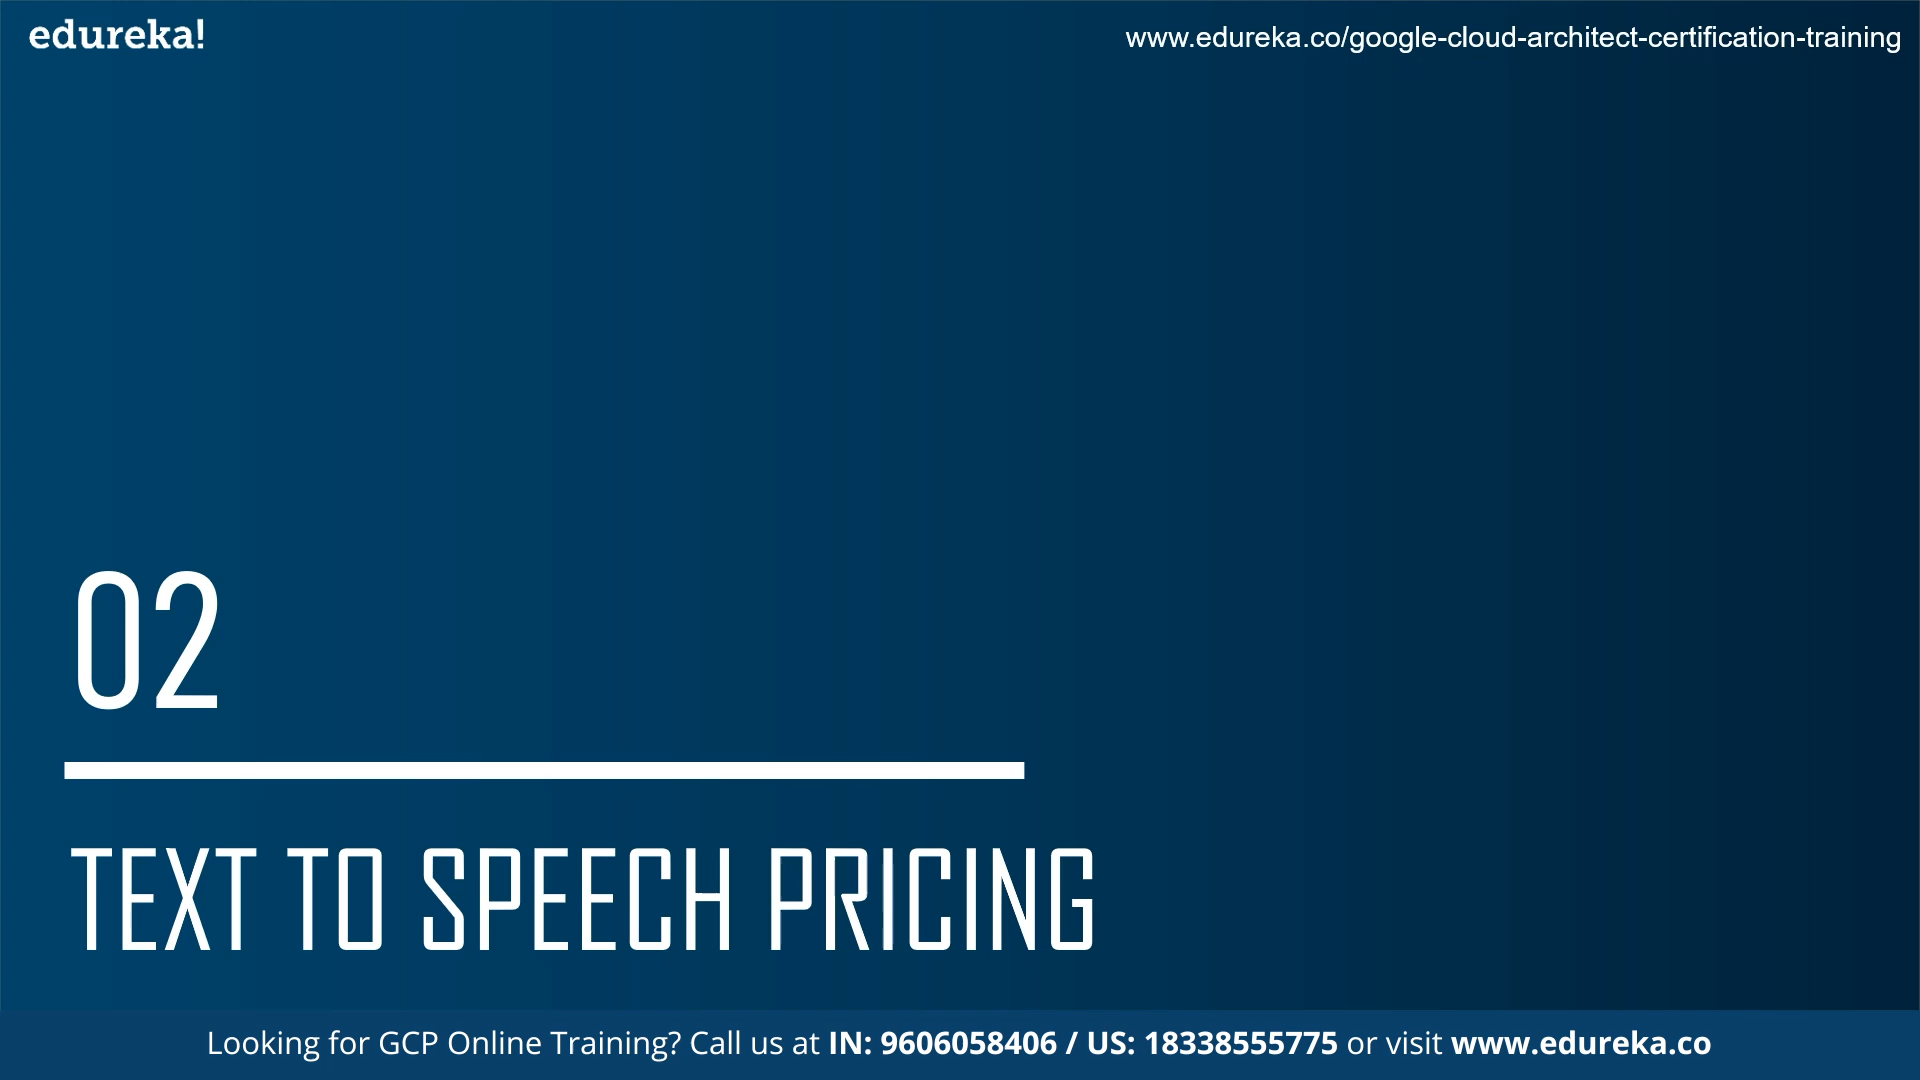 edureka!
www.edureka.co/google-cloud-architect-certification-training
02
TEXT TO SPEECH PRICING
Looking for GCP Online Training? Call us at IN: 9606058406 / US: 18338555775 or visit www.edureka.co